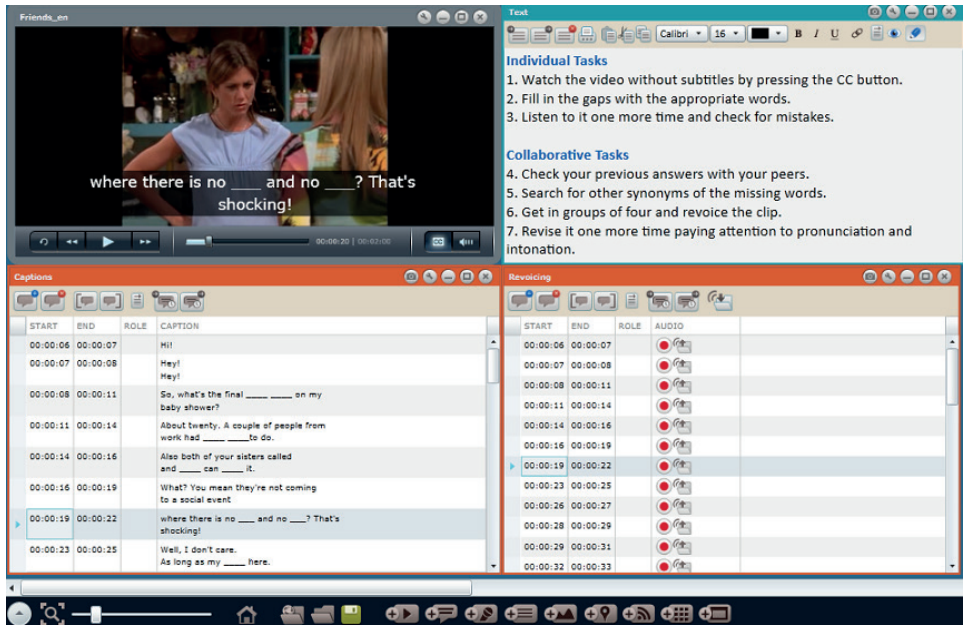 Friends_en
where there is no ____ and no ___? That's
shocking!
00:00:20 | 00:02:00
CC
Text
Calibri
16
B I U
Individual Tasks
1. Watch the video without subtitles by pressing the CC button.
2. Fill in the gaps with the appropriate words.
3. Listen to it one more time and check for mistakes.
Collaborative Tasks
4. Check your previous answers with your peers.
5. Search for other synonyms of the missing words.
6. Get in groups of four and revoice the clip.
7. Revise it one more time paying attention to pronunciation and
intonation.
Captions
START END ROLE CAPTION
00:00:06 00:00:07 Hi!
00:00:07 00:00:08 Hey!
Hey!
00:00:08 00:00:11 So, what's the final ____ ____ on my
baby shower?
00:00:11 00:00:14 About twenty. A couple of people from
work had ____ ____to do.
00:00:14 00:00:16 Also both of your sisters called
and ____ can ____ it.
00:00:16 00:00:19 What? You mean they're not coming
to a social event
00:00:19 00:00:22 where there is no ___ and no ___? That's
shocking!
00:00:23 00:00:25 Well, I don't care.
As long as my ____ here.
Revoicing
START END ROLE AUDIO
00:00:06 00:00:07
00:00:07 00:00:08
00:00:08 00:00:11
00:00:11 00:00:14
00:00:14 00:00:16
00:00:16 00:00:19
00:00:19 00:00:22
00:00:23 00:00:25
00:00:26 00:00:27
00:00:28 00:00:29
00:00:29 00:00:31
00:00:32 00:00:33